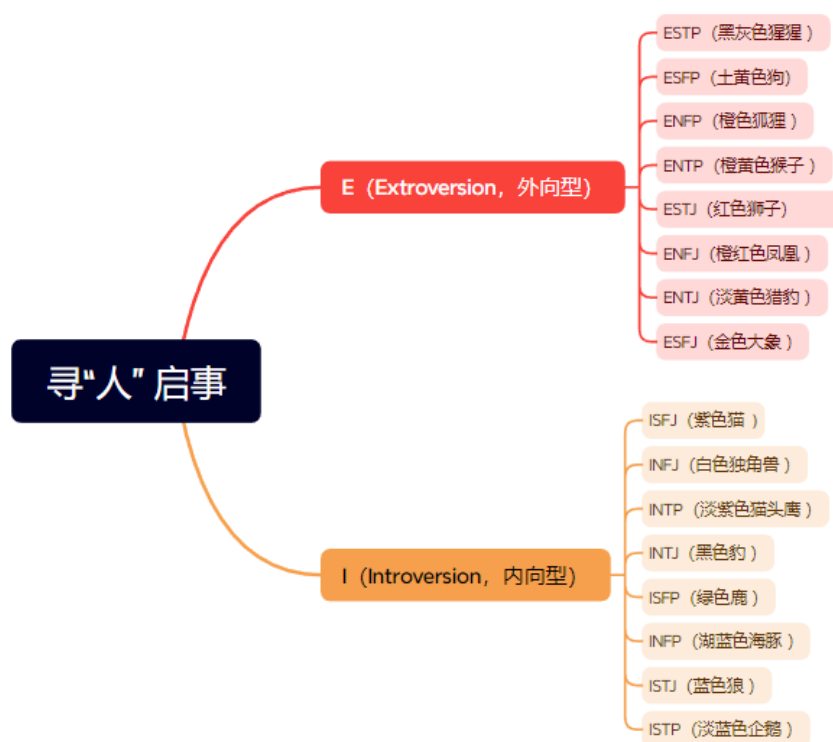 寻“人” 启事
E（Extroversion，外向型)
ESTP（黑灰色猩猩 )
ESFP（土黄色狗)
ENFP（橙色狐狸 )
ENTP（橙黄色猴子 )
ESTJ（红色狮子)
ENFJ（橙红色凤凰 )
ENTJ（淡黄色猎豹 )
ESFJ（金色大象 )
I（Introversion，内向型)
ISFJ（紫色猫 )
INFJ（白色独角兽 )
INTP（淡紫色猫头鹰 )
INTJ（黑色豹 )
ISFP（绿色鹿 )
INFP（湖蓝色海豚 )
ISTJ（蓝色狼 )
ISTP（淡蓝色企鹅 )